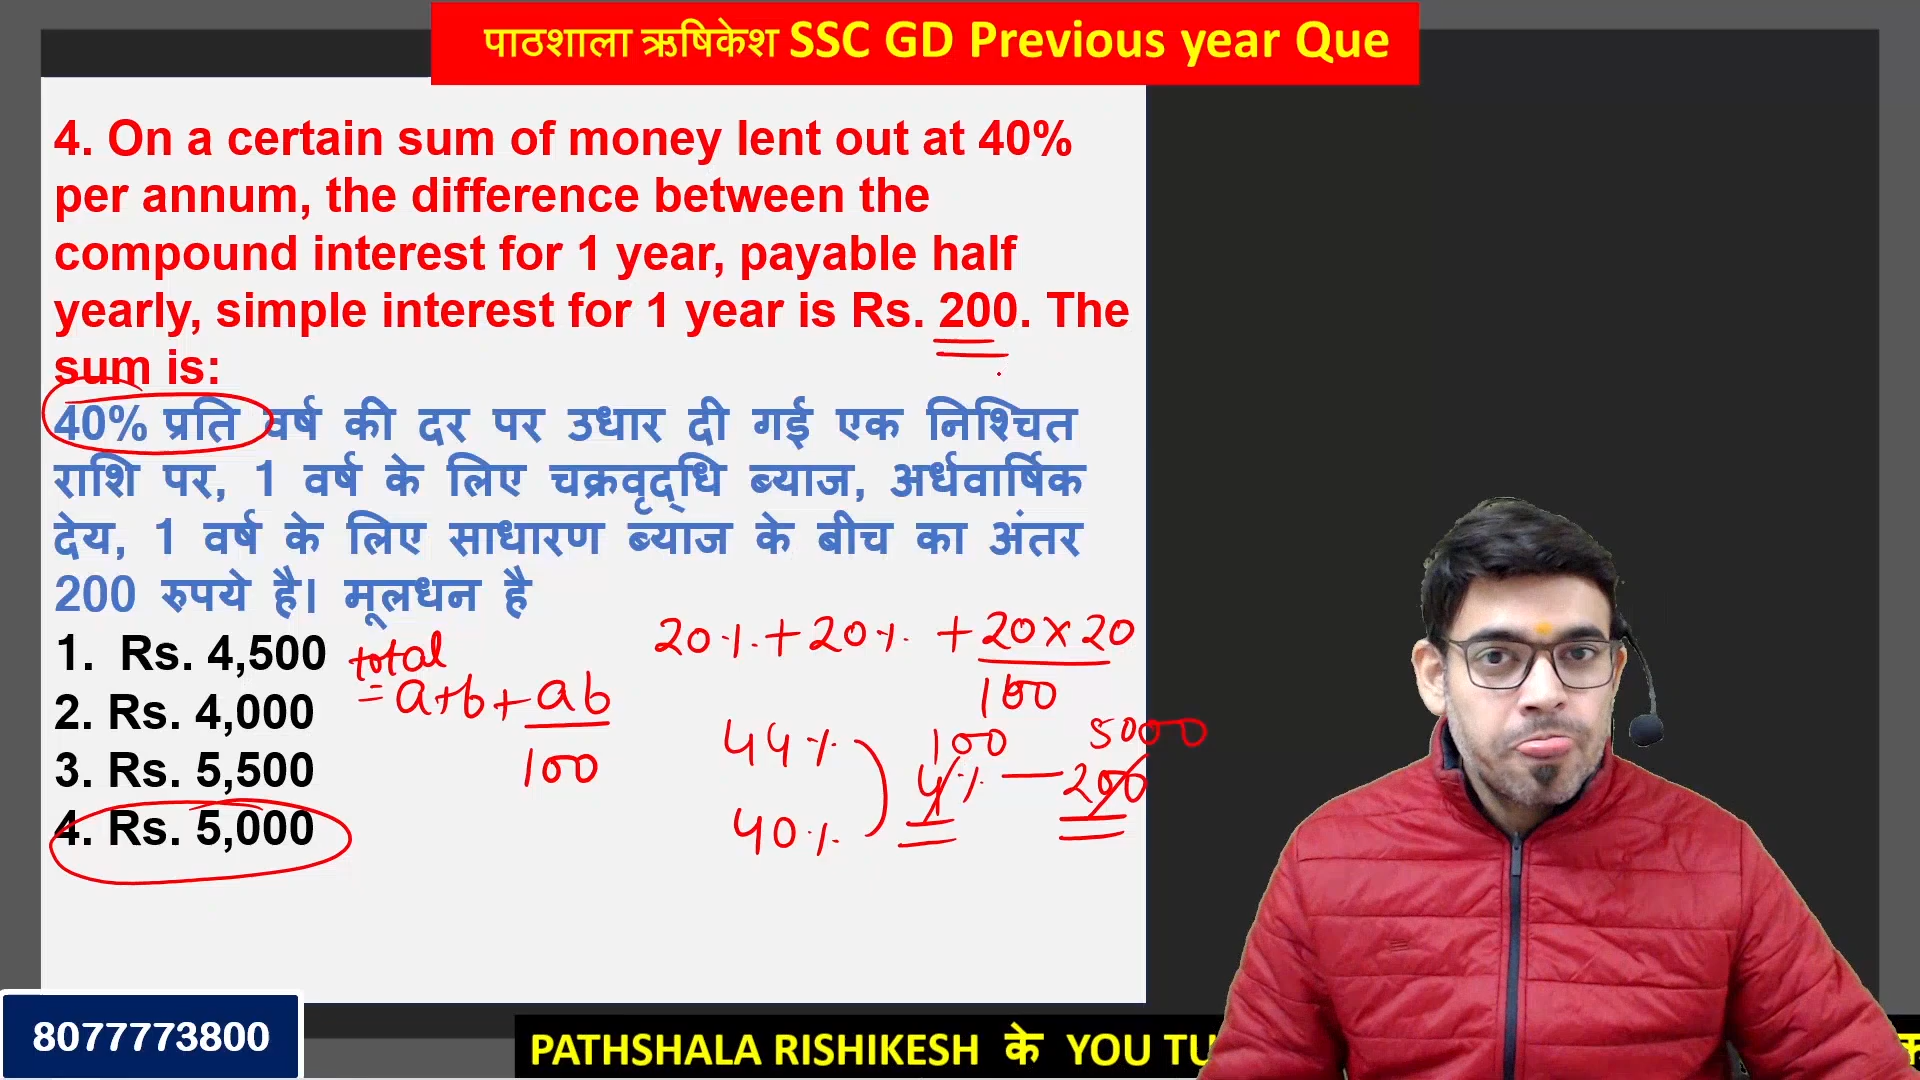 पाठशाला ऋषिकेश SSC GD Previous year Que
4. On a certain sum of money lent out at 40%
per annum, the difference between the
compound interest for 1 year, payable half
yearly, simple interest for 1 year is Rs. 200. The
sum is:
40% प्रति वर्ष की दर पर उधार दी गई एक निश्चित
राशि पर, 1 वर्ष के लिए चक्रवृद्धि ब्याज, अर्धवार्षिक
देय, 1 वर्ष के लिए साधारण ब्याज के बीच का अंतर
200 रुपये है। मूलधन है
1. Rs. 4,500
2. Rs. 4,000
3. Rs. 5,500
4. Rs. 5,000
total
= a+b+ab
100
20%+20% +20×20
100
44%
40%
100
4% — 200
5000
8077773800
PATHSHALA RISHIKESH के YOU TU